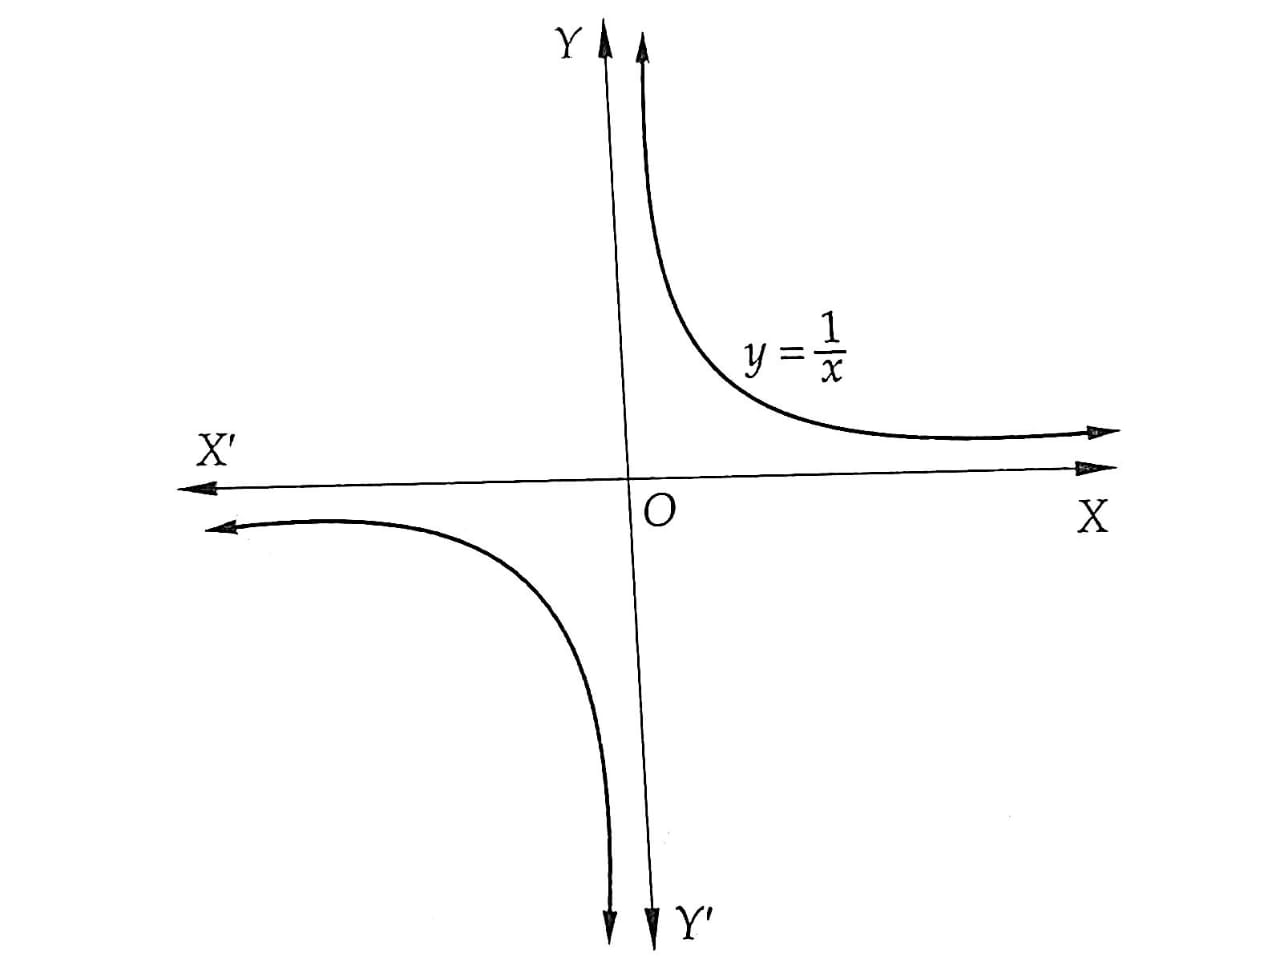 Y
y = 1/x
X'
O
X
Y'